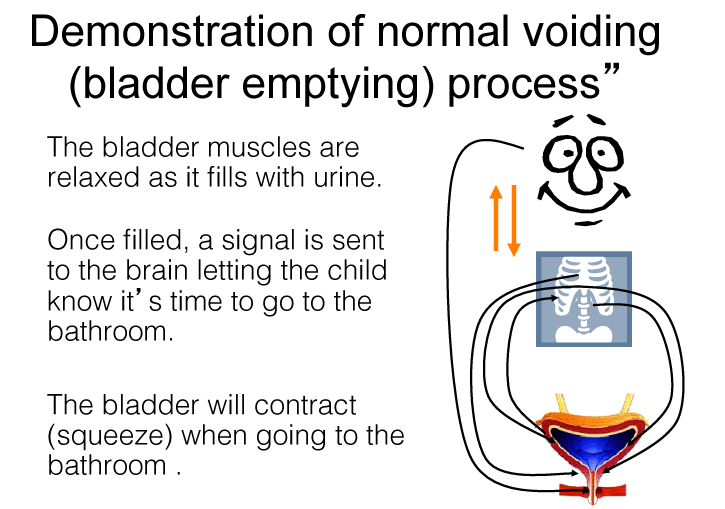 Demonstration of normal voiding
(bladder emptying) process”
The bladder muscles are
relaxed as it fills with urine.
Once filled, a signal is sent
to the brain letting the child
know it’s time to go to the
bathroom.
The bladder will contract
(squeeze) when going to the
bathroom .